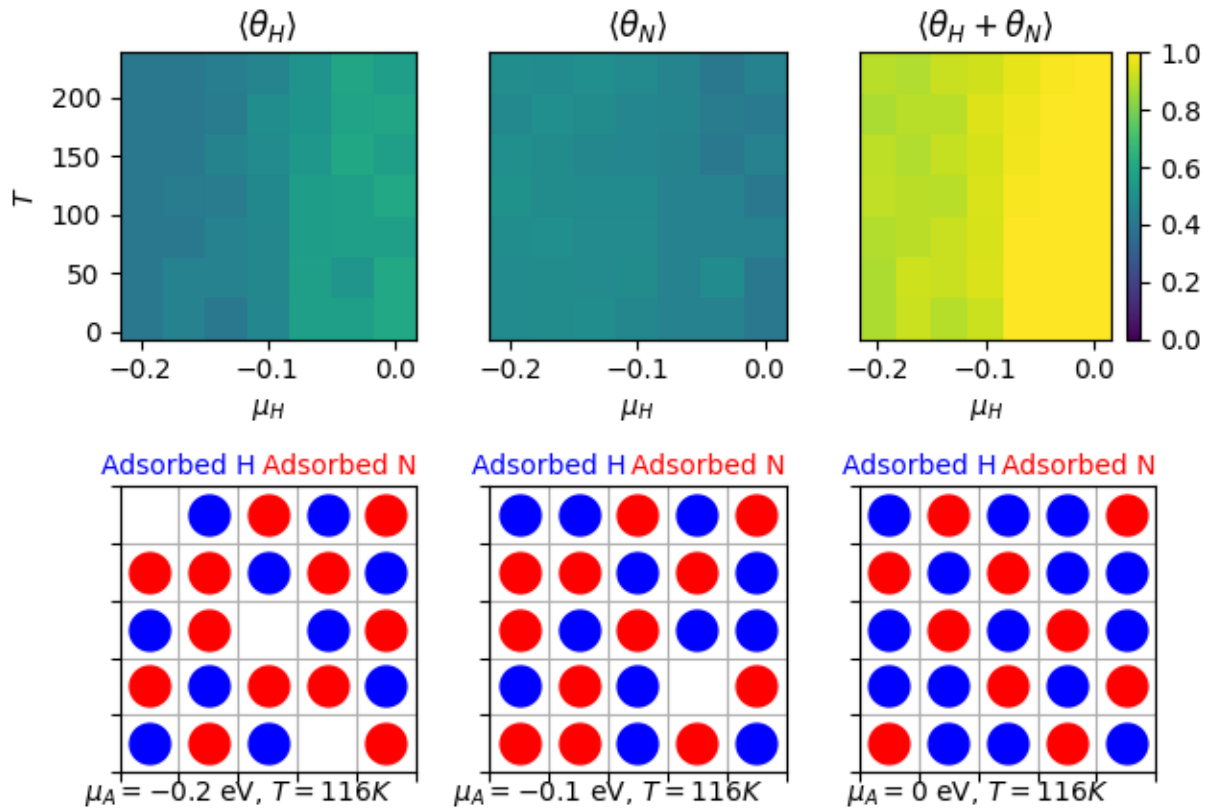 ⟨θ_H⟩ ⟨θ_N⟩ ⟨θ_H + θ_N⟩
T
200
150
100
50
0
−0.2 −0.1 0.0
μ_H
−0.2 −0.1 0.0
μ_H
−0.2 −0.1 0.0
μ_H
1.0
0.8
0.6
0.4
0.2
0.0
Adsorbed H Adsorbed N
Adsorbed H Adsorbed N
Adsorbed H Adsorbed N
μ_A = −0.2 eV, T = 116K
μ_A = −0.1 eV, T = 116K
μ_A = 0 eV, T = 116K